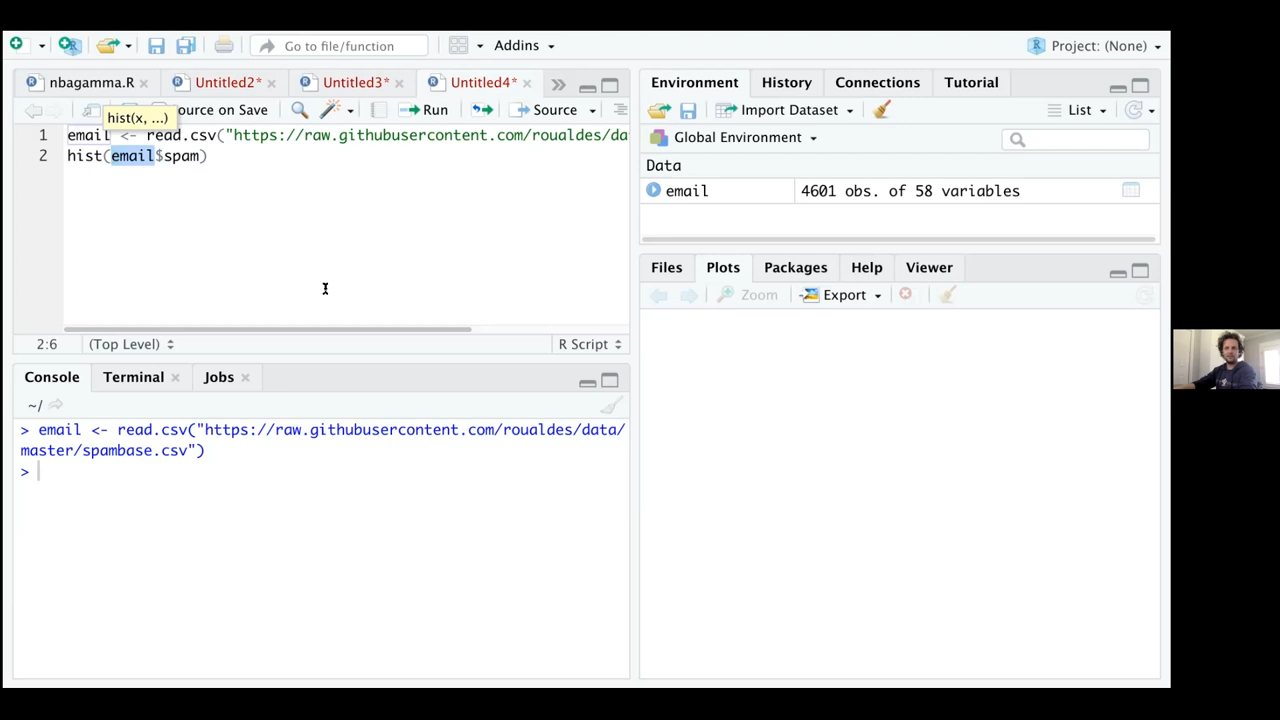 Go to file/function
Addins
Project: (None)
nbagamma.R
Untitled2*
Untitled3*
Untitled4*
ource on Save
Run
Source
hist(x, ...)
1 email <- read.csv("https://raw.githubusercontent.com/roualdes/da
2 hist(email$spam)
2:6
(Top Level)
R Script
Console
Terminal
Jobs
~/
> email <- read.csv("https://raw.githubusercontent.com/roualdes/data/
master/spambase.csv")
>
Environment
History
Connections
Tutorial
Import Dataset
List
Global Environment
Data
email
4601 obs. of 58 variables
Files
Plots
Packages
Help
Viewer
Zoom
Export